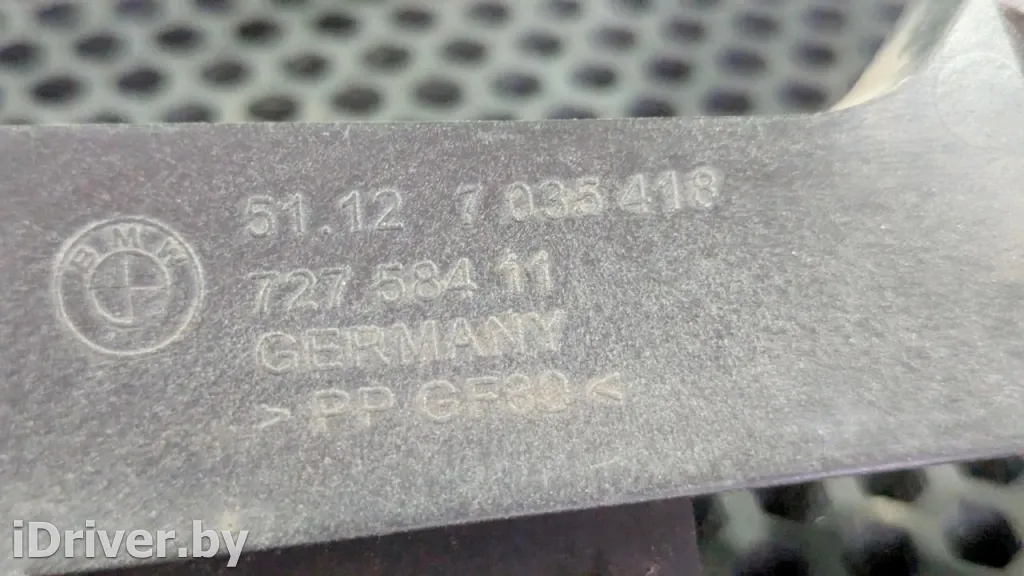 BMW
51.12 7 035 418
727 584 11
GERMANY
> PP GF30 <
iDriver.by